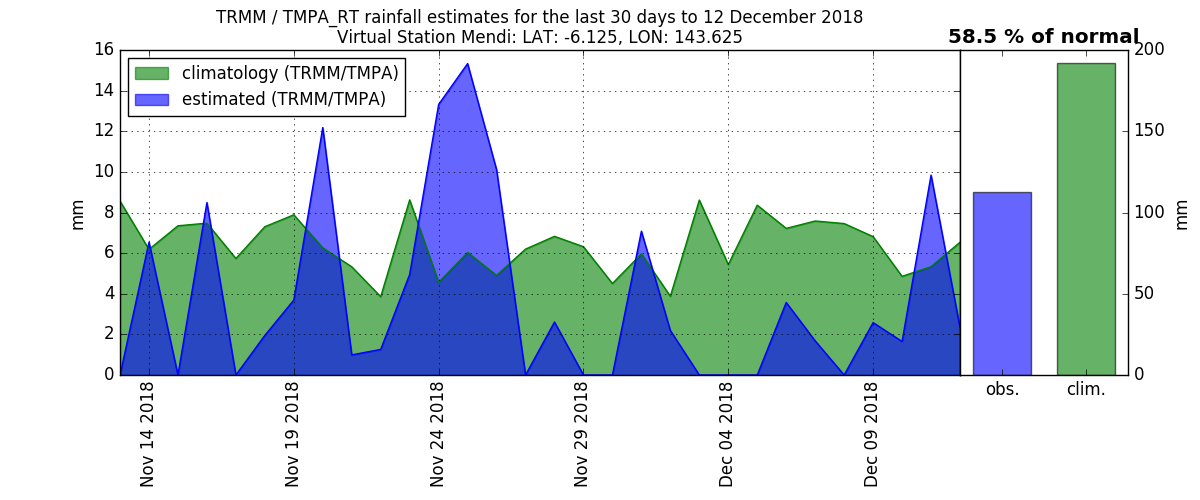 TRMM / TMPA_RT rainfall estimates for the last 30 days to 12 December 2018
Virtual Station Mendi: LAT: -6.125, LON: 143.625
58.5 % of normal
climatology (TRMM/TMPA)
estimated (TRMM/TMPA)
mm
16
14
12
10
8
6
4
2
0
Nov 14 2018
Nov 19 2018
Nov 24 2018
Nov 29 2018
Dec 04 2018
Dec 09 2018
200
150
100
50
0
mm
obs.
clim.